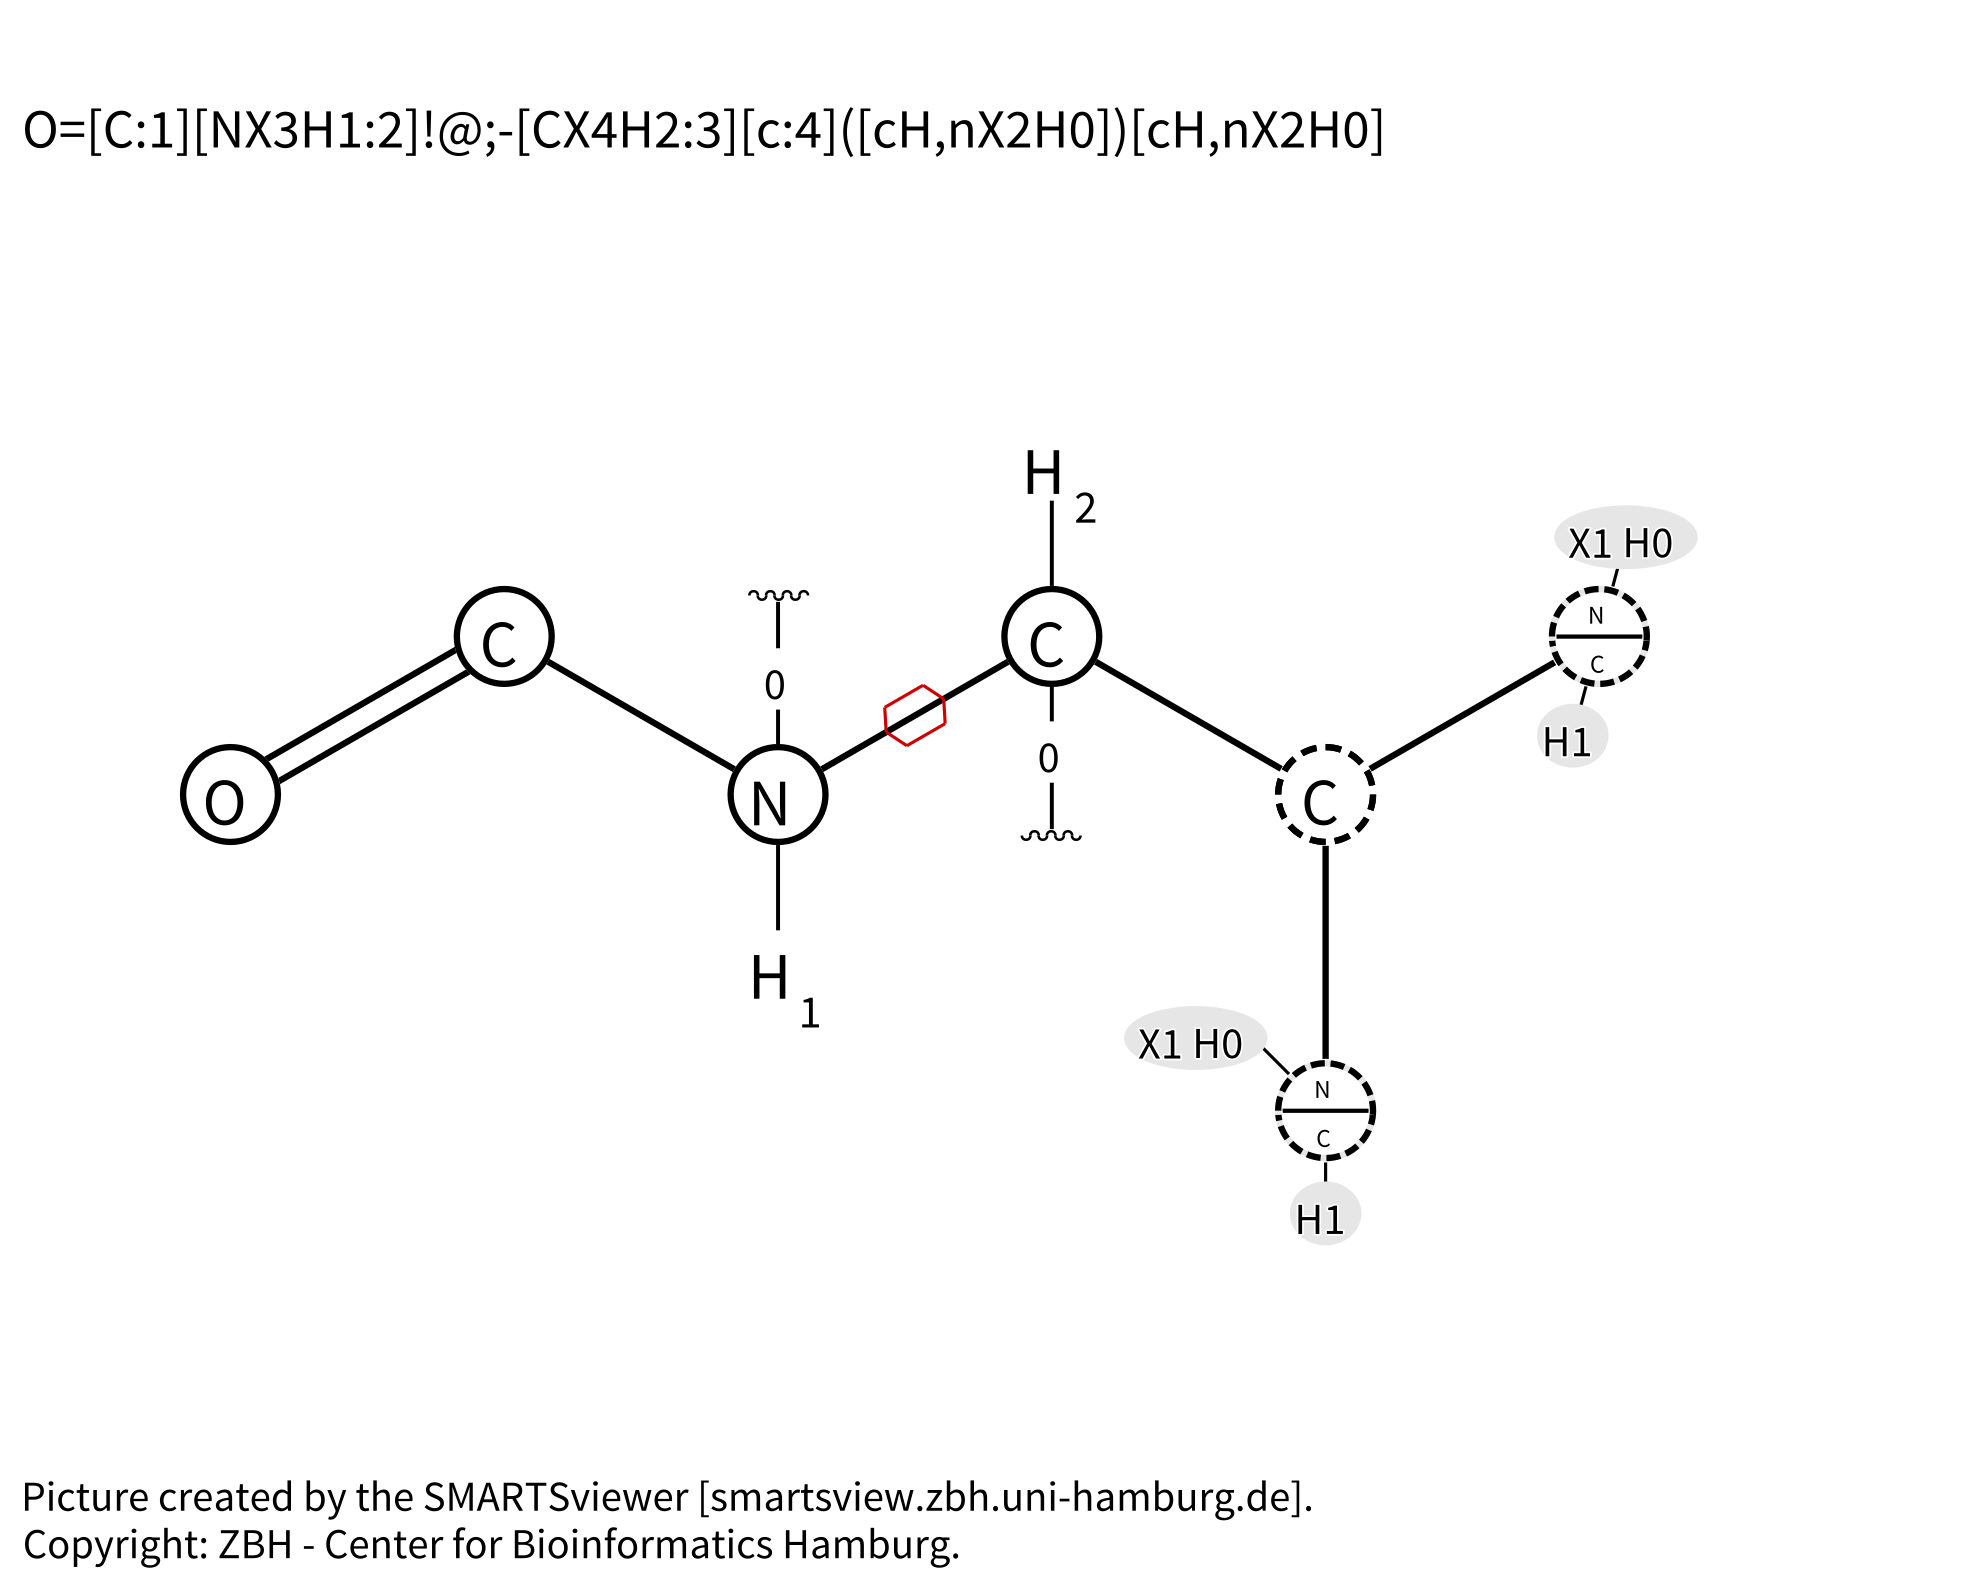 O=[C:1][NX3H1:2]!@;-[CX4H2:3][c:4]([cH,nX2H0])[cH,nX2H0]
H 2
X1 H0
C
C
N
C
0
H1
0
O
N
C
H 1
X1 H0
N
C
H1
Picture created by the SMARTSviewer [smartsview.zbh.uni-hamburg.de].
Copyright: ZBH - Center for Bioinformatics Hamburg.